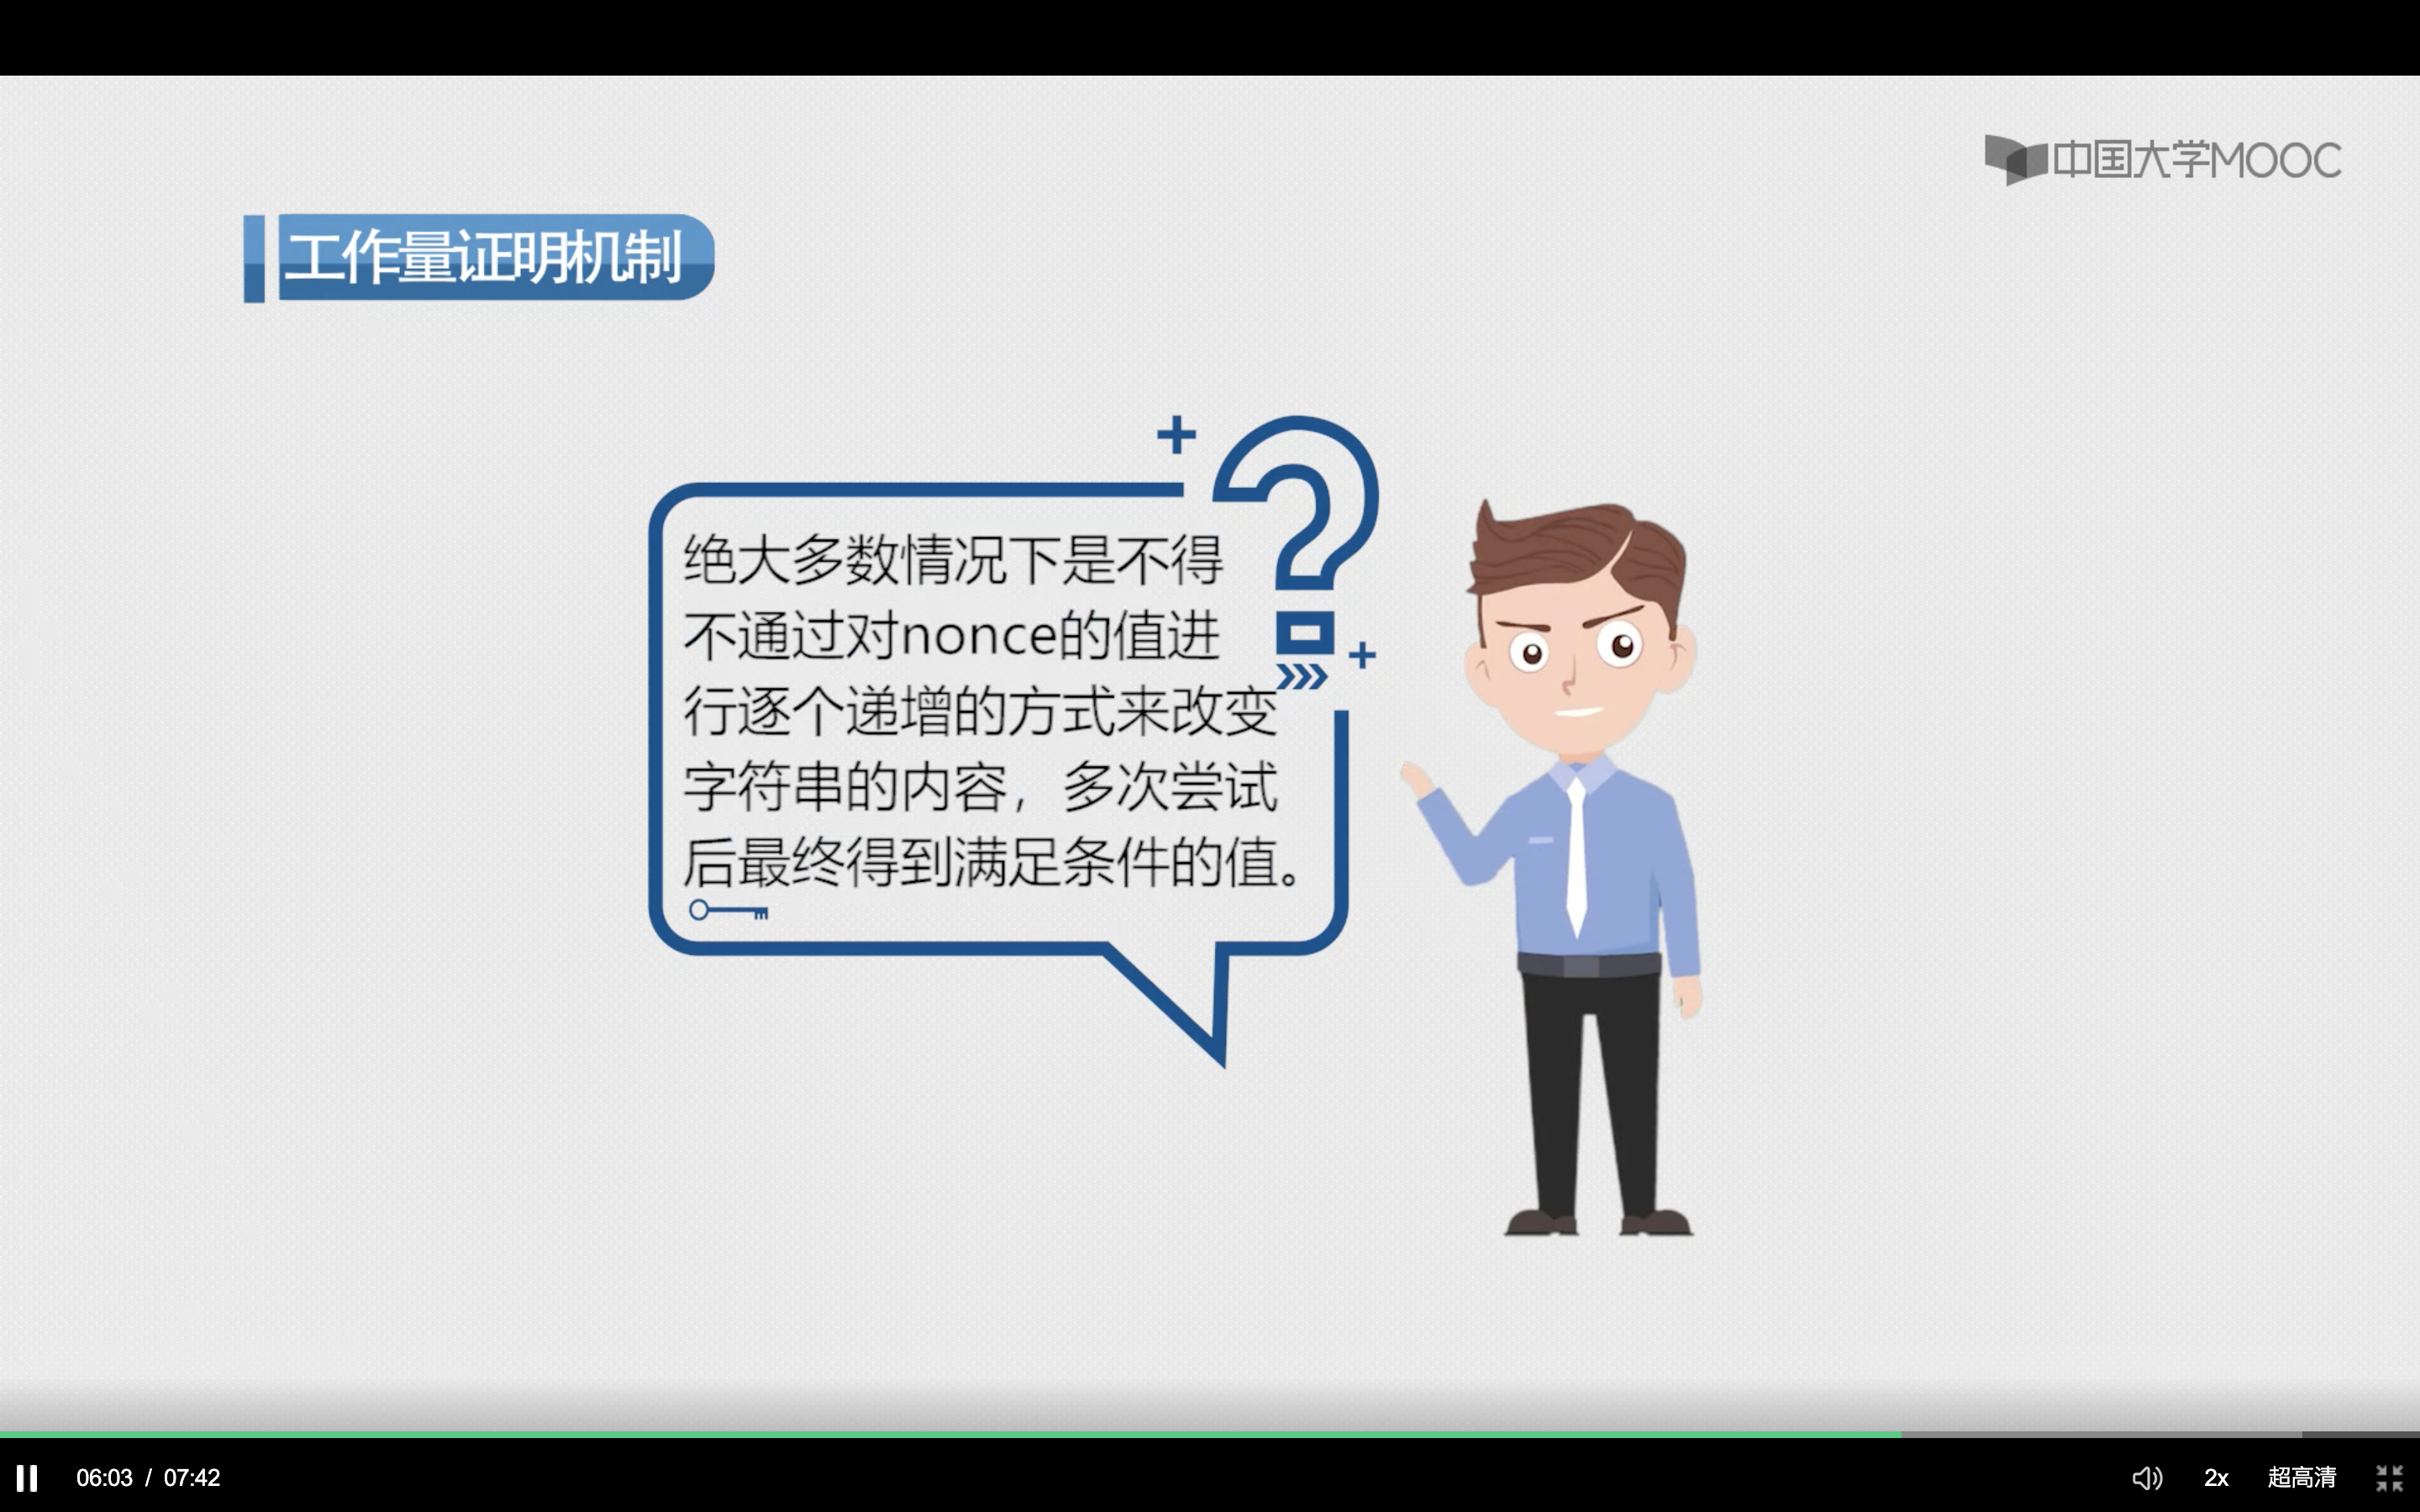 中国大学MOOC
工作量证明机制
绝大多数情况下是不得
不通过对nonce的值进
行逐个递增的方式来改变
字符串的内容，多次尝试
后最终得到满足条件的值。
06:03 / 07:42
2x
超高清